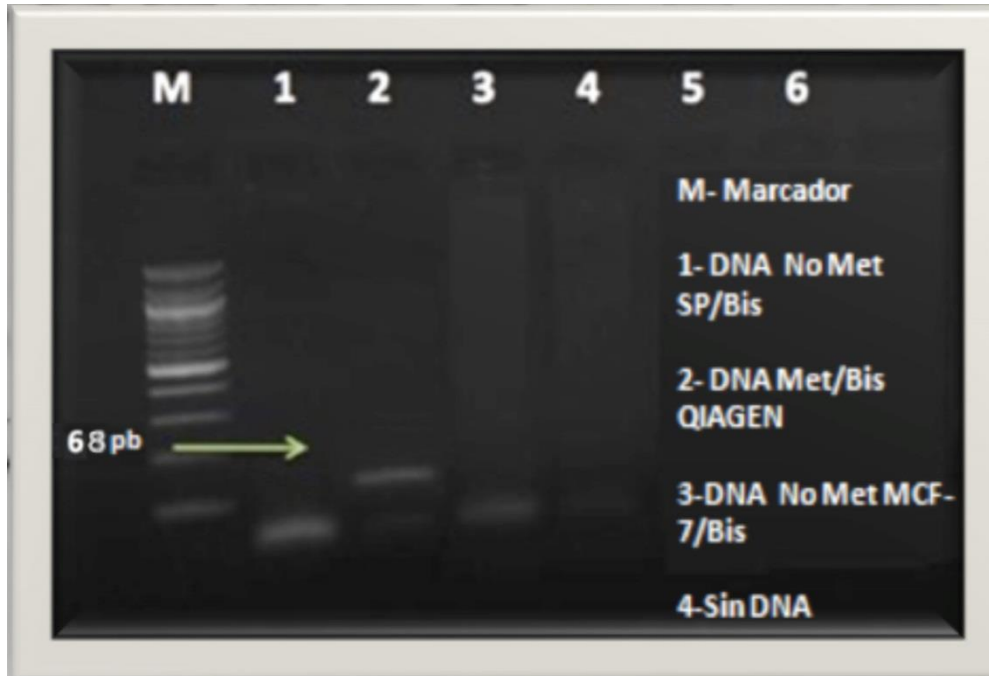 M 1 2 3 4 5 6
M- Marcador
1- DNA No Met
SP/Bis
2- DNA Met/Bis
QIAGEN
68 pb
3-DNA No Met MCF-
7/Bis
4-Sin DNA